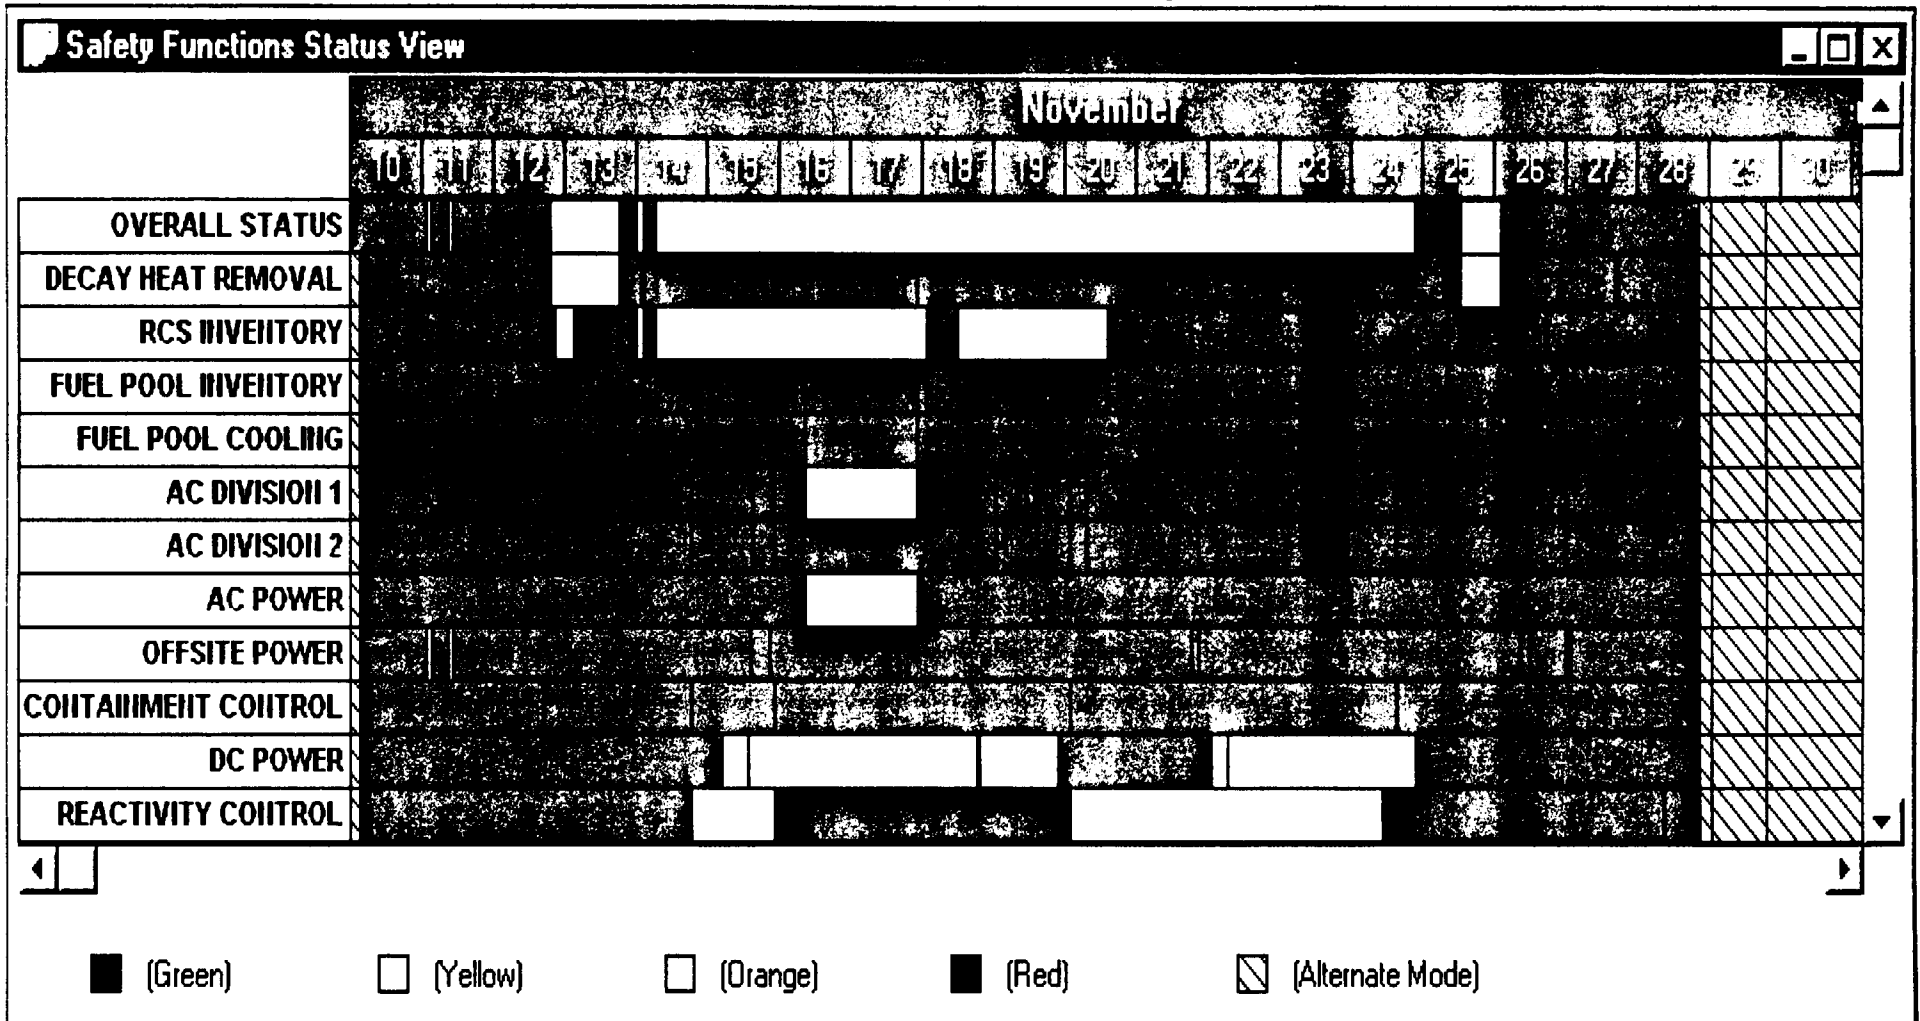 Safety Functions Status View
November
10 11 12 13 14 15 16 17 18 19 20 21 22 23 24 25 26 27 28 29 30
OVERALL STATUS
DECAY HEAT REMOVAL
RCS INVENTORY
FUEL POOL INVENTORY
FUEL POOL COOLING
AC DIVISION 1
AC DIVISION 2
AC POWER
OFFSITE POWER
CONTAINMENT CONTROL
DC POWER
REACTIVITY CONTROL
(Green) (Yellow) (Orange) (Red) (Alternate Mode)